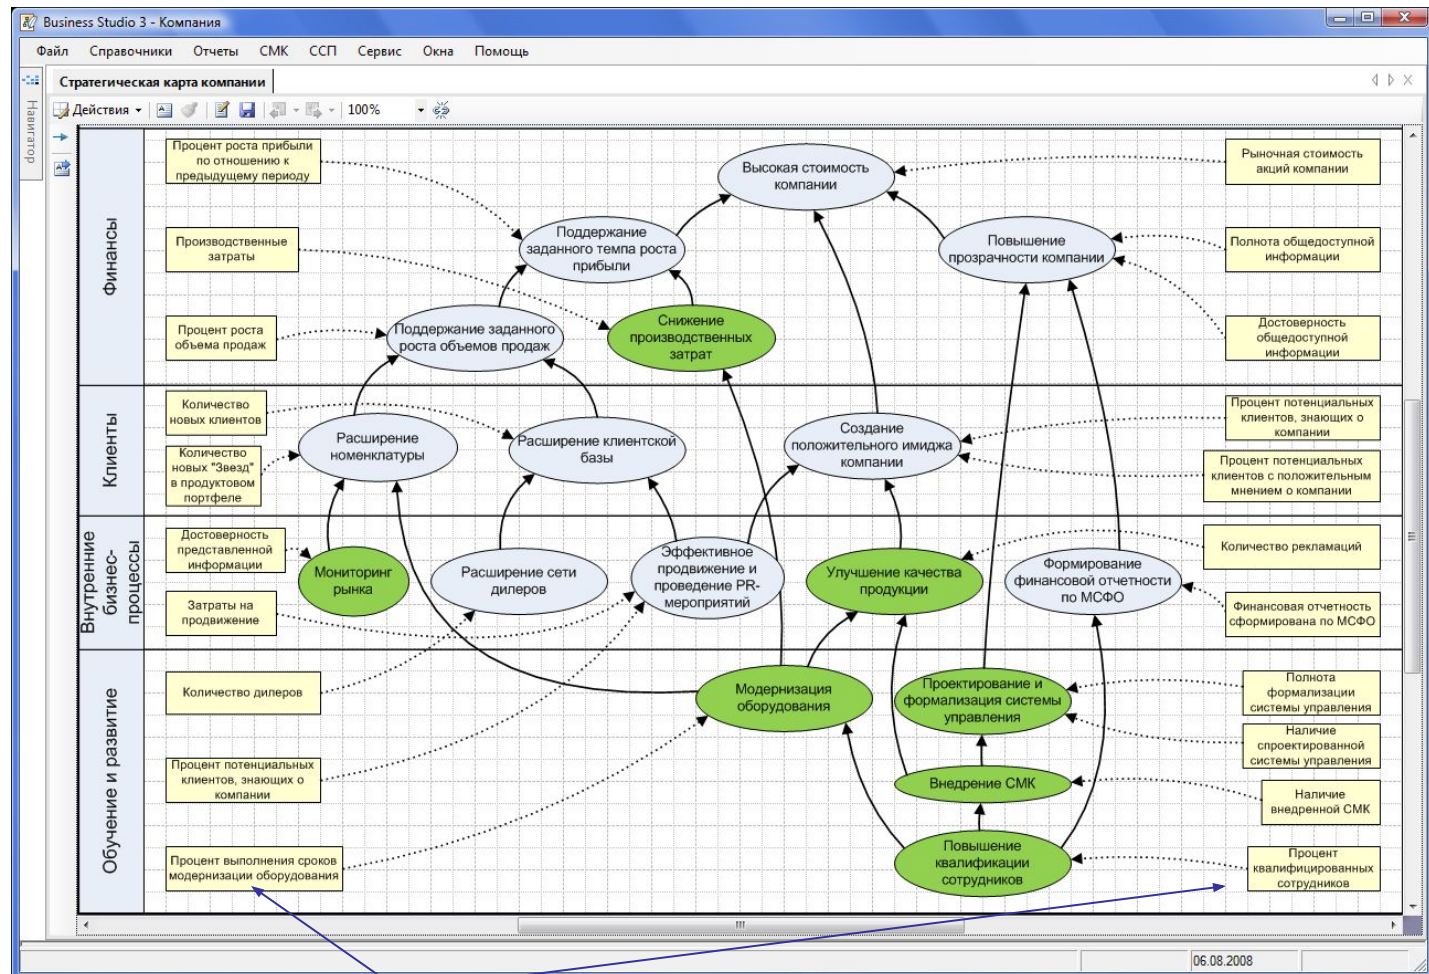 Business Studio 3 - Компания
Файл Справочники Отчеты СМК ССП Сервис Окна Помощь
Навигатор
Стратегическая карта компании
Действия 100%
Финансы
Процент роста прибыли
по отношению к
предыдущему периоду
Высокая стоимость
компании
Рыночная стоимость
акций компании
Производственные
затраты
Поддержание
заданного темпа роста
прибыли
Повышение
прозрачности компании
Полнота общедоступной
информации
Процент роста
объема продаж
Поддержание заданного
роста объемов продаж
Снижение
производственных
затрат
Достоверность
общедоступной
информации
Клиенты
Количество
новых клиентов
Количество
новых "Звезд"
в продуктовом
портфеле
Расширение
номенклатуры
Расширение клиентской
базы
Создание
положительного имиджа
компании
Процент потенциальных
клиентов, знающих о
компании
Процент потенциальных
клиентов с положительным
мнением о компании
Внутренние
бизнес-
процессы
Достоверность
представленной
информации
Затраты на
продвижение
Мониторинг
рынка
Расширение сети
дилеров
Эффективное
продвижение и
проведение PR-
мероприятий
Улучшение качества
продукции
Формирование
финансовой отчетности
по МСФО
Количество рекламаций
Финансовая отчетность
сформирована по МСФО
Обучение и развитие
Количество дилеров
Процент потенциальных
клиентов, знающих о
компании
Процент выполнения сроков
модернизации оборудования
Модернизация
оборудования
Проектирование и
формализация системы
управления
Внедрение СМК
Повышение
квалификации
сотрудников
Полнота
формализации
системы управления
Наличие
спроектированной
системы управления
Наличие
внедренной СМК
Процент
квалифицированных
сотрудников
06.08.2008